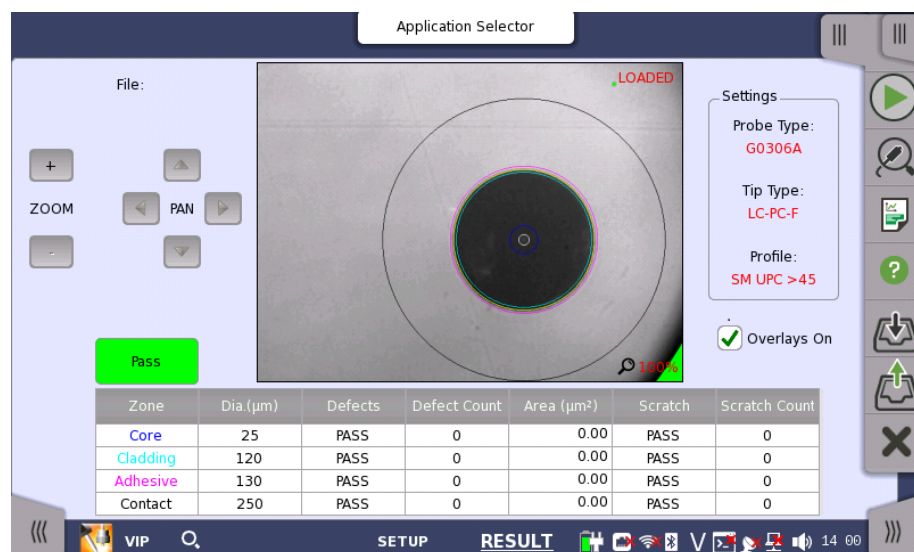 Application Selector
File:
LOADED
Settings
Probe Type:
G0306A
Tip Type:
LC-PC-F
Profile:
SM UPC >45
+
ZOOM
-
PAN
Overlays On
100%
Pass
Zone Dia.(µm) Defects Defect Count Area (µm²) Scratch Scratch Count
Core 25 PASS 0 0.00 PASS 0
Cladding 120 PASS 0 0.00 PASS 0
Adhesive 130 PASS 0 0.00 PASS 0
Contact 250 PASS 0 0.00 PASS 0
VIP SETUP RESULT V 14 00